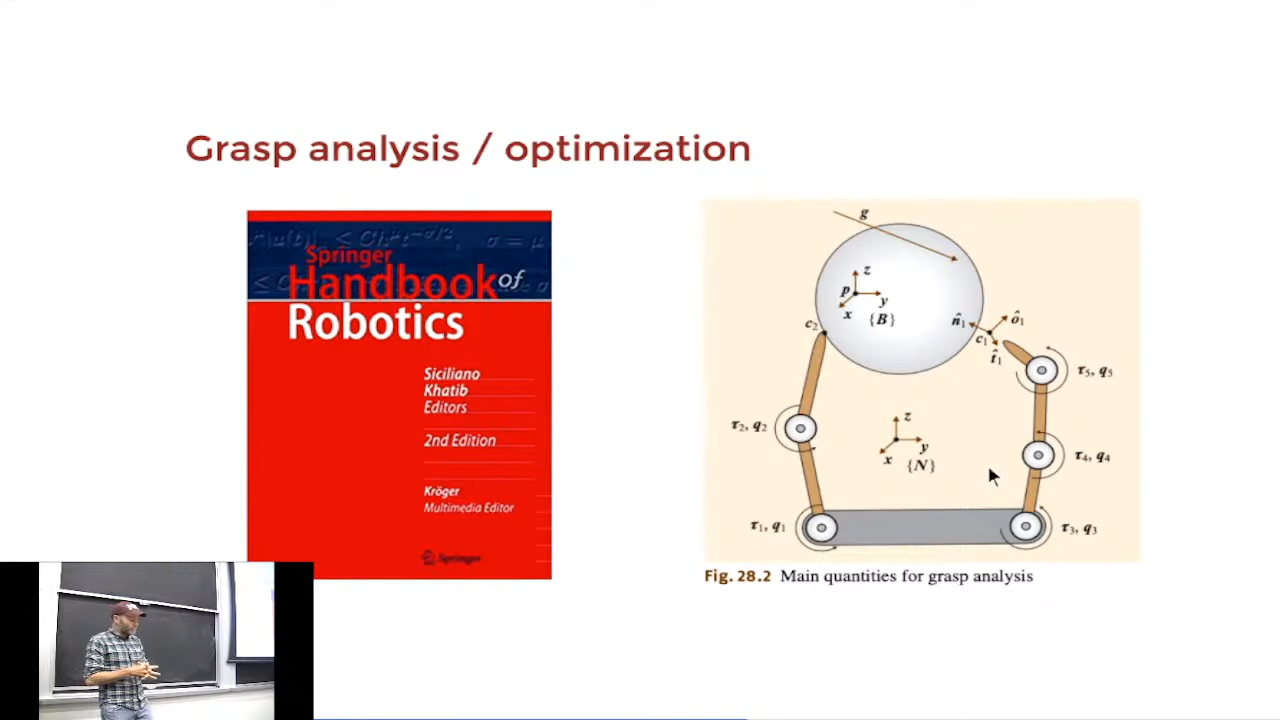 Grasp analysis / optimization
Springer
Handbook of
Robotics
Siciliano
Khatib
Editors
2nd Edition
Kröger
Multimedia Editor
Springer
g
z
p
y
x
{B}
n̂₁
ô₁
c₁
t̂₁
c₂
τ₅, q₅
τ₂, q₂
z
y
x
{N}
τ₄, q₄
τ₁, q₁
τ₃, q₃
Fig. 28.2 Main quantities for grasp analysis